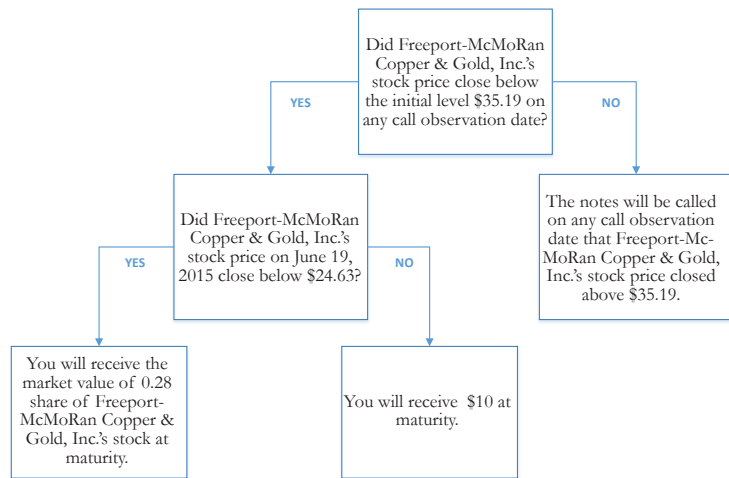 Did Freeport-McMoRan
Copper & Gold, Inc.'s
stock price close below
the initial level $35.19 on
any call observation date?
YES
NO
Did Freeport-McMoRan
Copper & Gold, Inc.'s
stock price on June 19,
2015 close below $24.63?
The notes will be called
on any call observation
date that Freeport-Mc-
MoRan Copper & Gold,
Inc.'s stock price closed
above $35.19.
YES
NO
You will receive the
market value of 0.28
share of Freeport-
McMoRan Copper &
Gold, Inc.'s stock at
maturity.
You will receive $10 at
maturity.